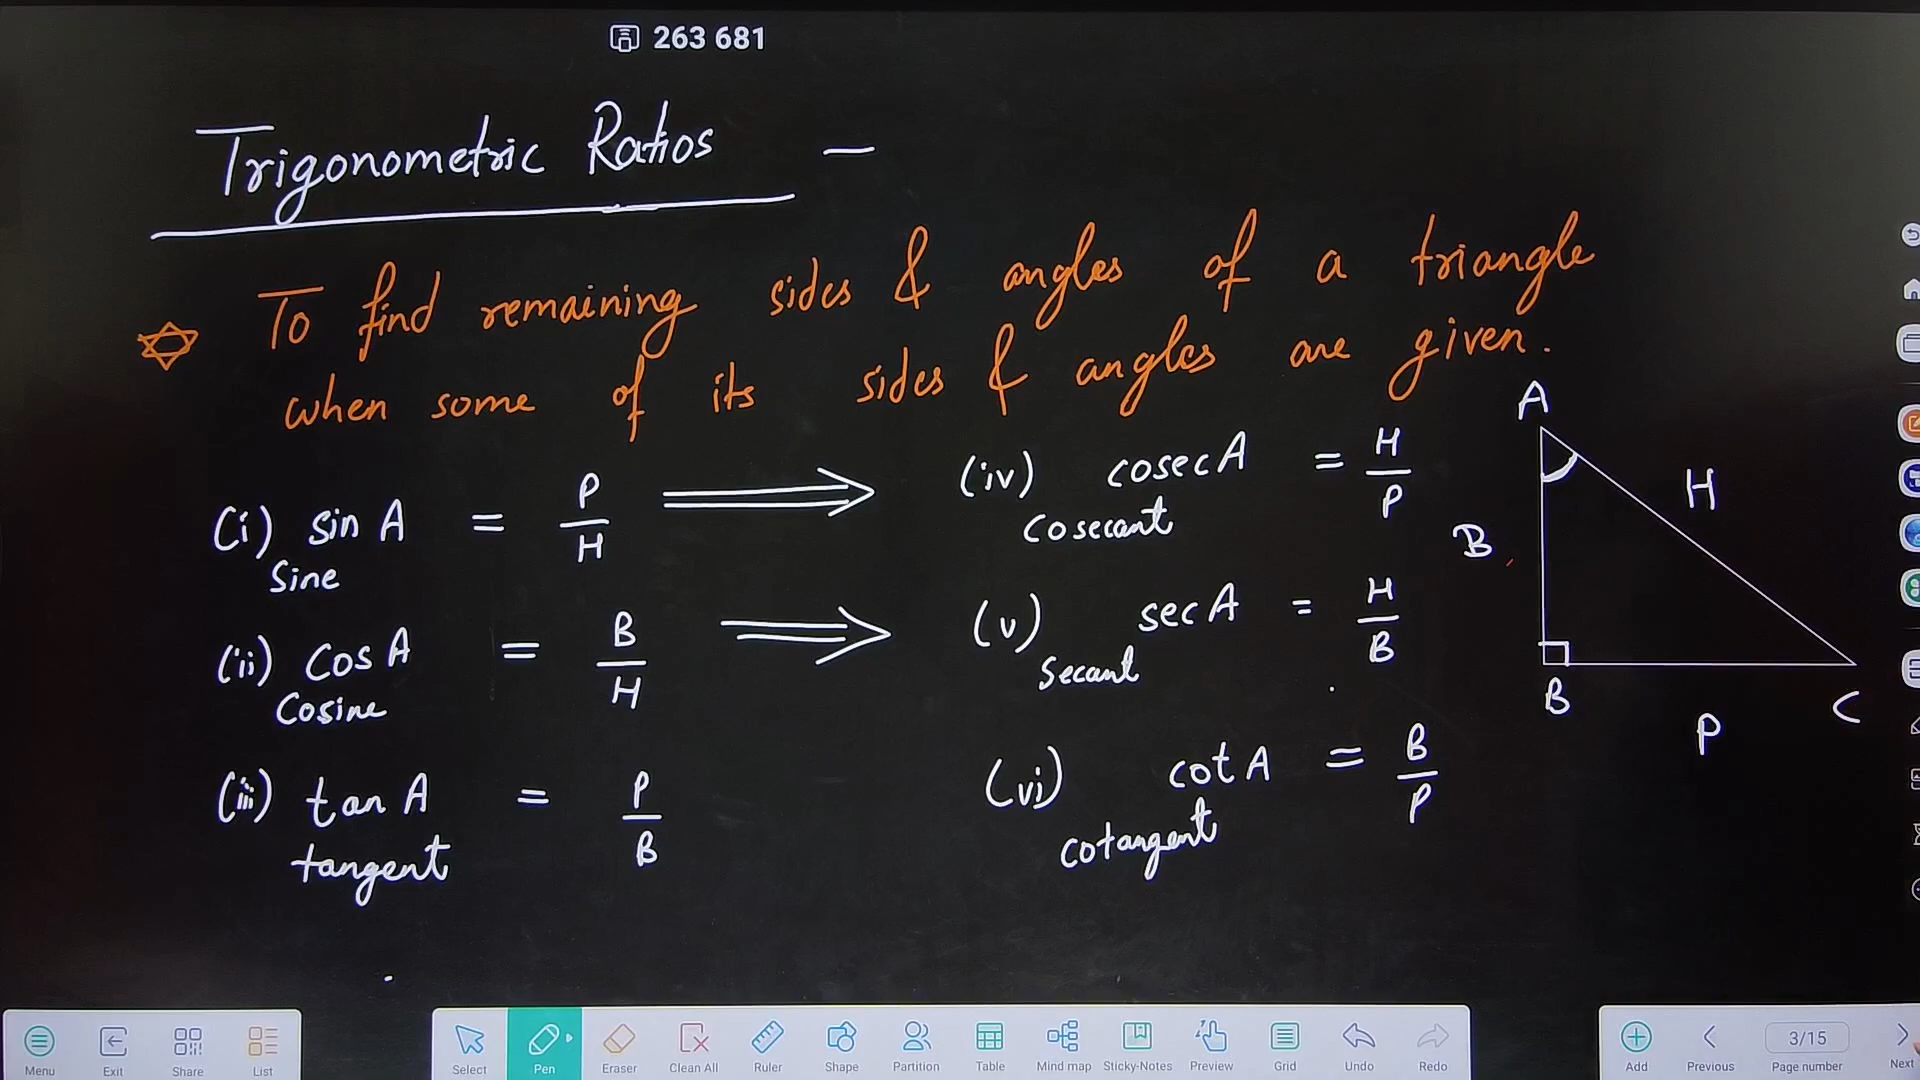 263 681
Trigonometric Ratios —
To find remaining sides & angles of a triangle
when some of its sides & angles are given.
(i) sin A = P/H ⟹ (iv) cosec A = H/P
Sine
Cosecant
(ii) cos A = B/H ⟹ (v) sec A = H/B
Cosine
Secant
(iii) tan A = P/B
tangent
(vi) cot A = B/P
cotangent
A
H
B
B
C
P
Menu Exit Share List
Select Pen Eraser Clean All Ruler Shape Partition Table Mind map Sticky-Notes Preview Grid Undo Redo
Add Previous 3/15 Page number Next